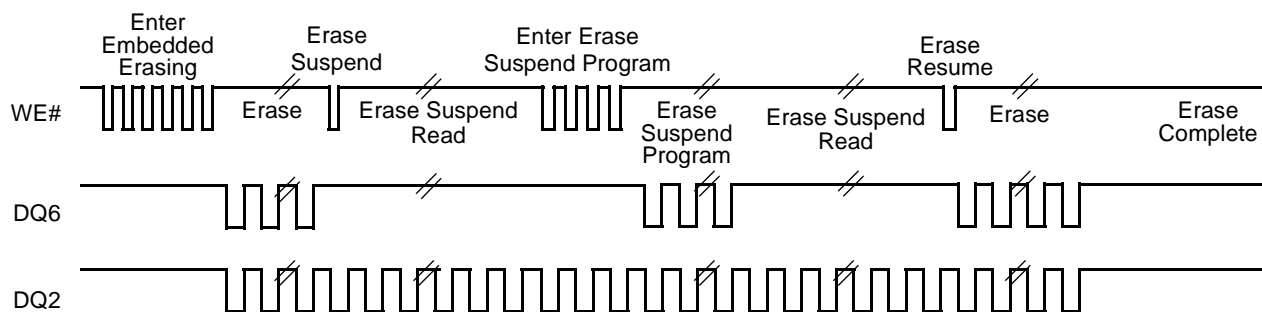 Enter
Embedded
Erasing
Erase
Suspend
Enter Erase
Suspend Program
Erase
Resume
WE#
Erase
Erase Suspend
Read
Erase
Suspend
Program
Erase Suspend
Read
Erase
Erase
Complete
DQ6
DQ2